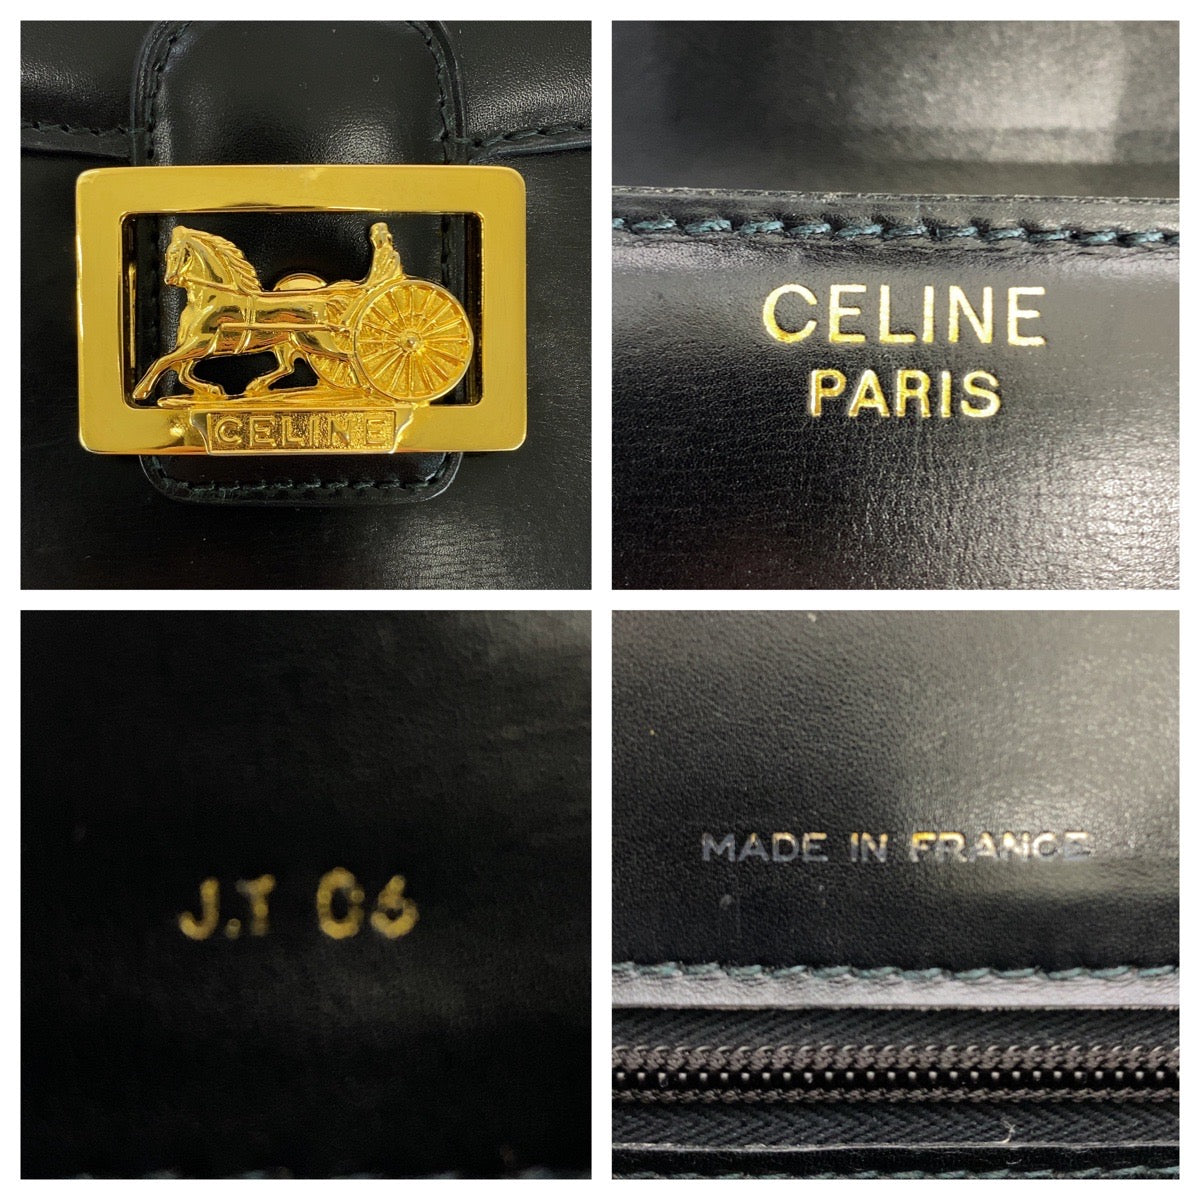 CELINE
CELINE
PARIS
J.T 06
MADE IN FRANCE